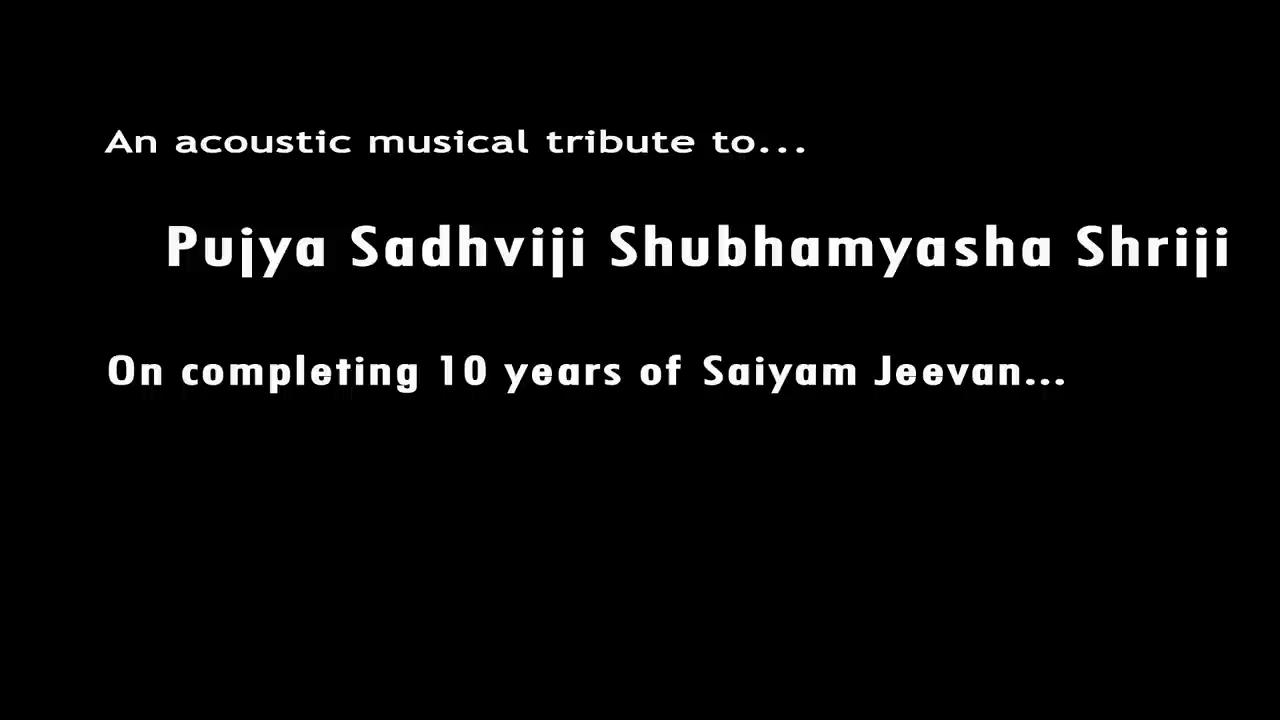 An acoustic musical tribute to...
Pujya Sadhviji Shubhamyasha Shriji
On completing 10 years of Saiyam Jeevan...